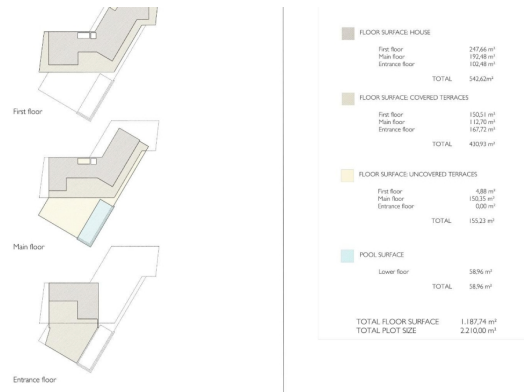 First floor
Main floor
Entrance floor
FLOOR SURFACE: HOUSE
First floor 247,66 m²
Main floor 192,48 m²
Entrance floor 102,48 m²
TOTAL 542,62m²
FLOOR SURFACE: COVERED TERRACES
First floor 150,51 m²
Main floor 112,70 m²
Entrance floor 167,72 m²
TOTAL 430,93 m²
FLOOR SURFACE: UNCOVERED TERRACES
First floor 4,88 m²
Main floor 150,35 m²
Entrance floor 0,00 m²
TOTAL 155,23 m²
POOL SURFACE
Lower floor 58,96 m²
TOTAL 58,96 m²
TOTAL FLOOR SURFACE 1.187,74 m²
TOTAL PLOT SIZE 2.210,00 m²